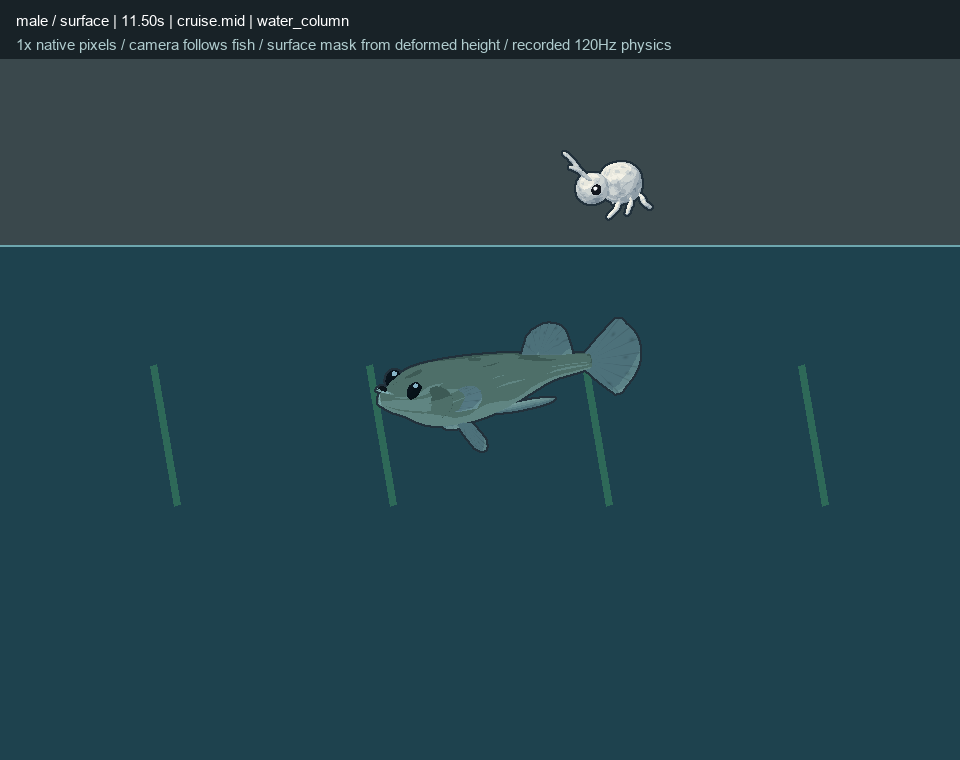 male / surface | 11.50s | cruise.mid | water_column
1x native pixels / camera follows fish / surface mask from deformed height / recorded 120Hz physics